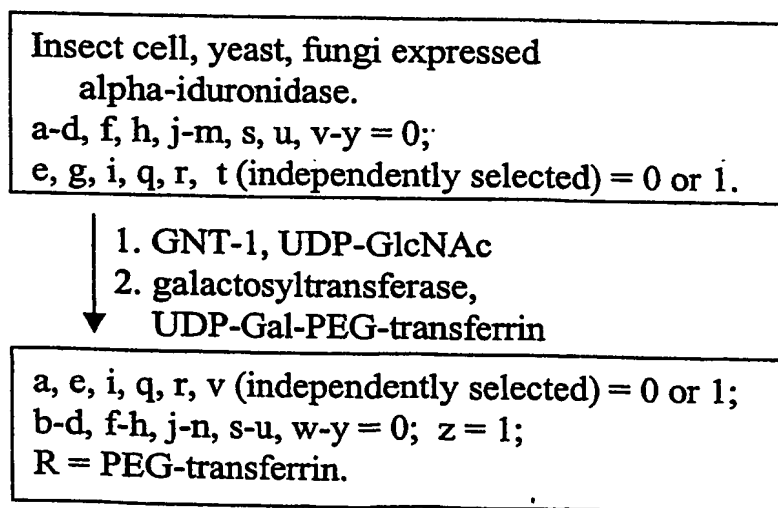 Insect cell, yeast, fungi expressed
alpha-iduronidase.
a-d, f, h, j-m, s, u, v-y = 0;
e, g, i, q, r, t (independently selected) = 0 or 1.
1. GNT-1, UDP-GlcNAc
2. galactosyltransferase,
UDP-Gal-PEG-transferrin
a, e, i, q, r, v (independently selected) = 0 or 1;
b-d, f-h, j-n, s-u, w-y = 0; z = 1;
R = PEG-transferrin.